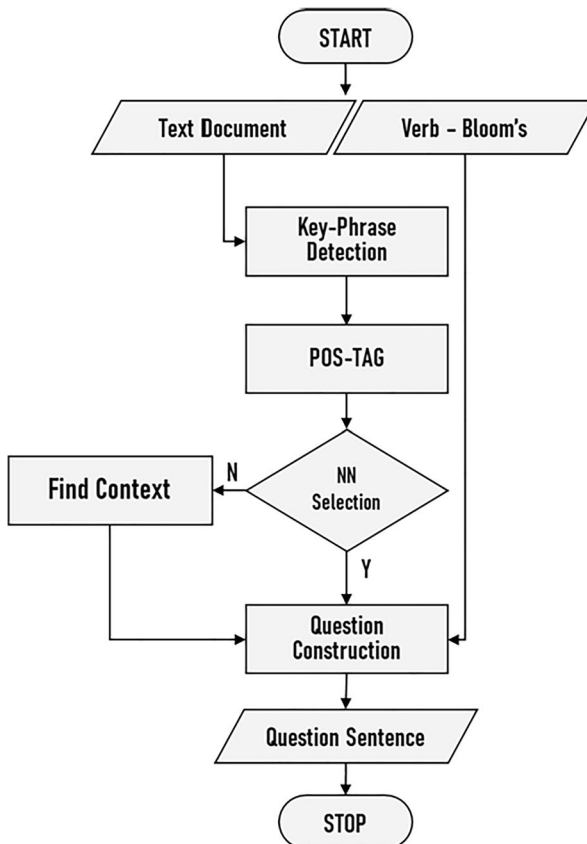 START
Text Document
Verb – Bloom's
Key-Phrase
Detection
POS-TAG
NN
Selection
N
Find Context
Y
Question
Construction
Question Sentence
STOP